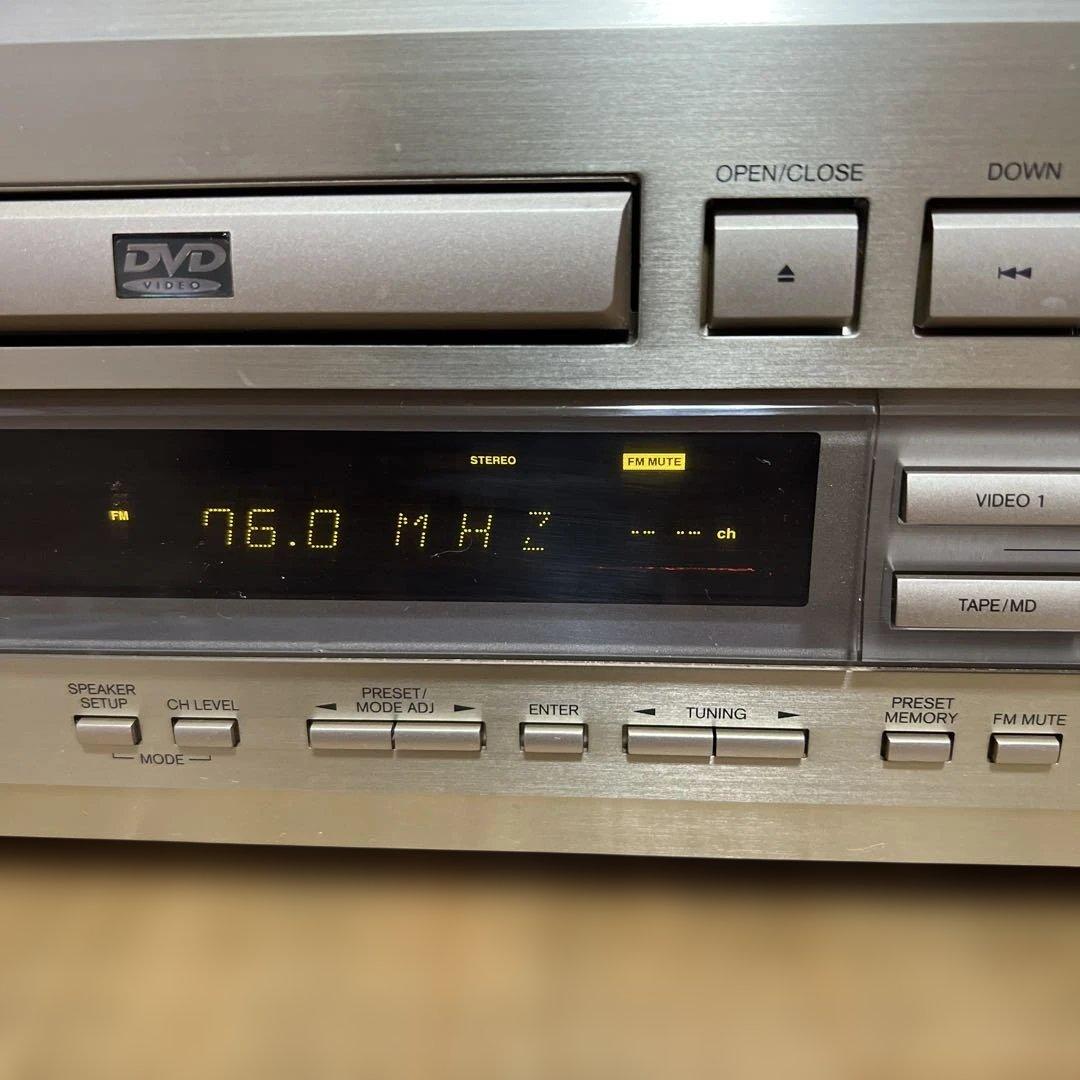 OPEN/CLOSE
DOWN
DVD
VIDEO
STEREO
FM MUTE
FM
76.0 MHZ
-- -- ch
VIDEO 1
TAPE/MD
SPEAKER
SETUP
CH LEVEL
MODE
PRESET/
MODE ADJ
ENTER
TUNING
PRESET
MEMORY
FM MUTE